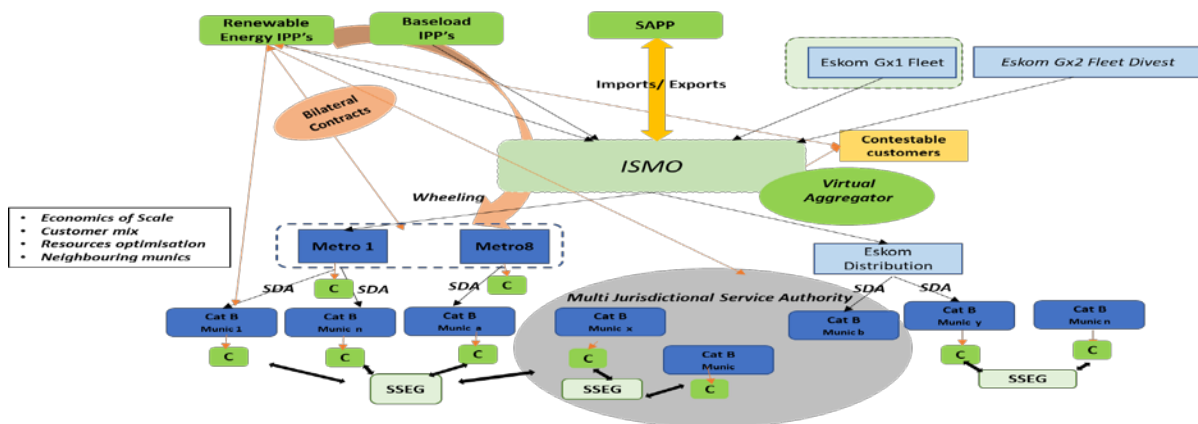 Renewable
Energy IPP's
Baseload
IPP's
SAPP
Eskom Gx1 Fleet
Eskom Gx2 Fleet Divest
Imports/ Exports
Bilateral
Contracts
Contestable
customers
ISMO
Virtual
Aggregator
Wheeling
• Economics of Scale
• Customer mix
• Resources optimisation
• Neighbouring munics
Metro 1
Metro8
Eskom
Distribution
C
C
SDA
SDA
SDA
SDA
SDA
Multi Jurisdictional Service Authority
Cat B
Munic 1
Cat B
Munic n
Cat B
Munic a
Cat B
Munic x
Cat B
Munic b
Cat B
Munic y
Cat B
Munic n
C
C
C
C
Cat B
Munic
C
C
SSEG
SSEG
C
SSEG